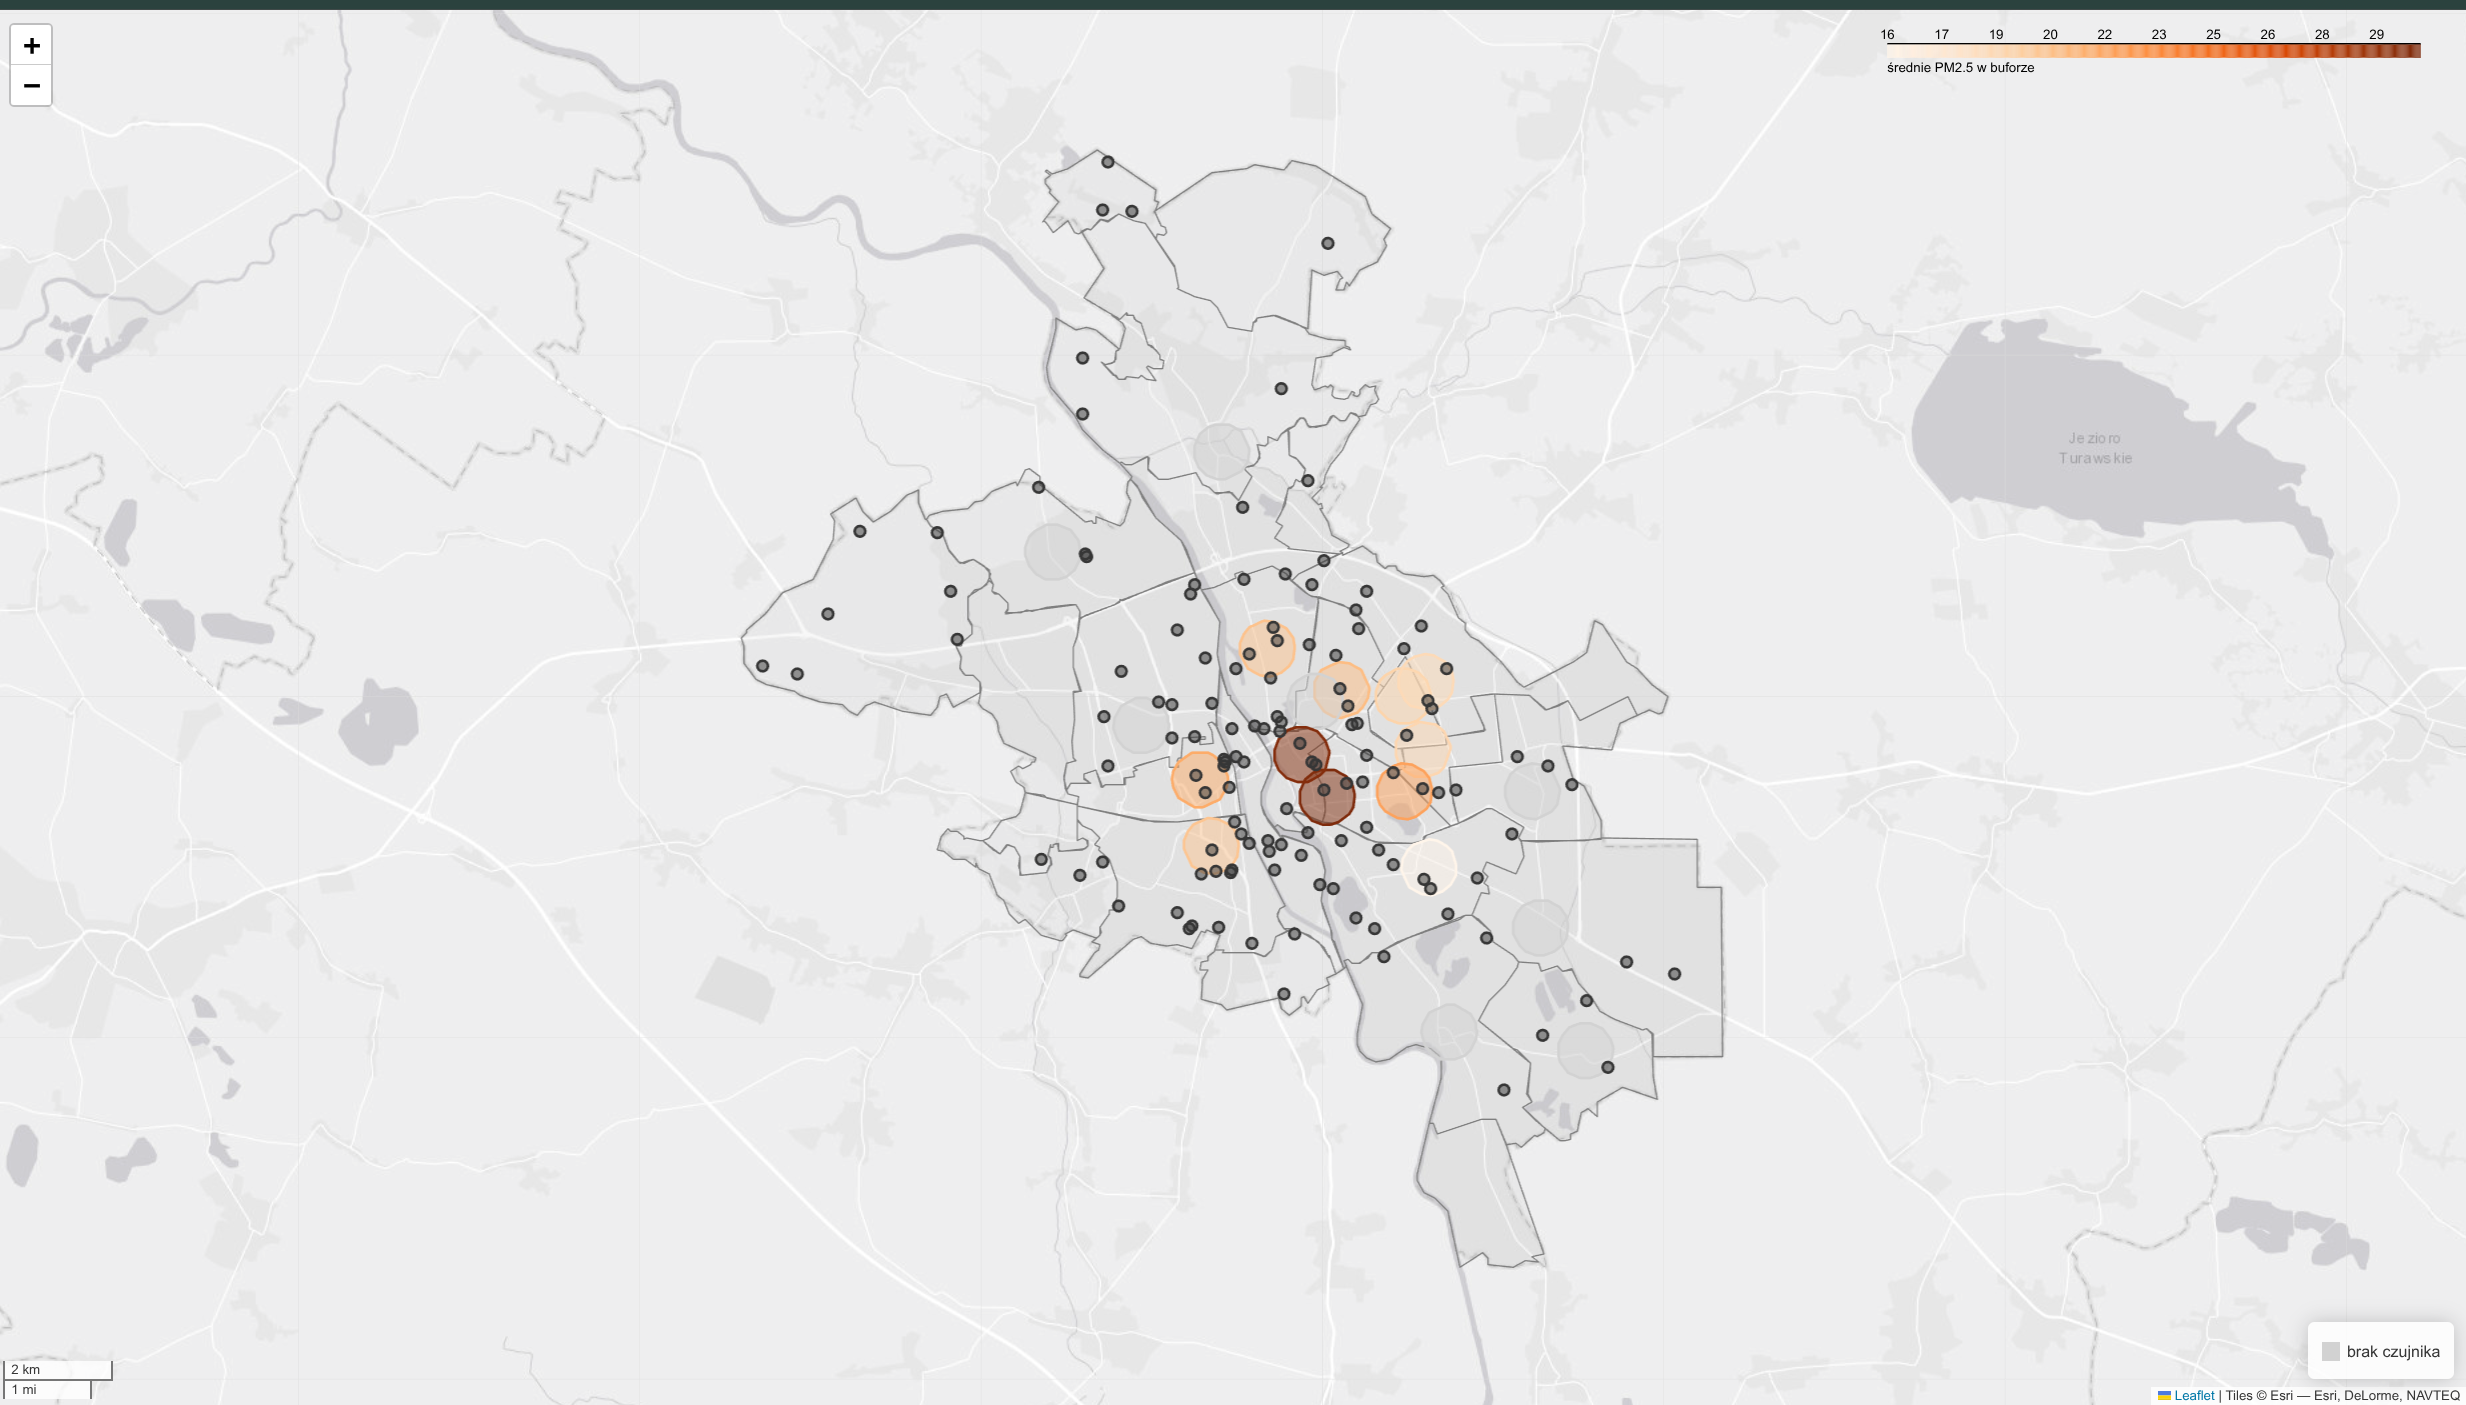 +
−
16 17 19 20 22 23 25 26 28 29
średnie PM2.5 w buforze
Jezioro
Turawskie
2 km
1 mi
brak czujnika
Leaflet | Tiles © Esri — Esri, DeLorme, NAVTEQ